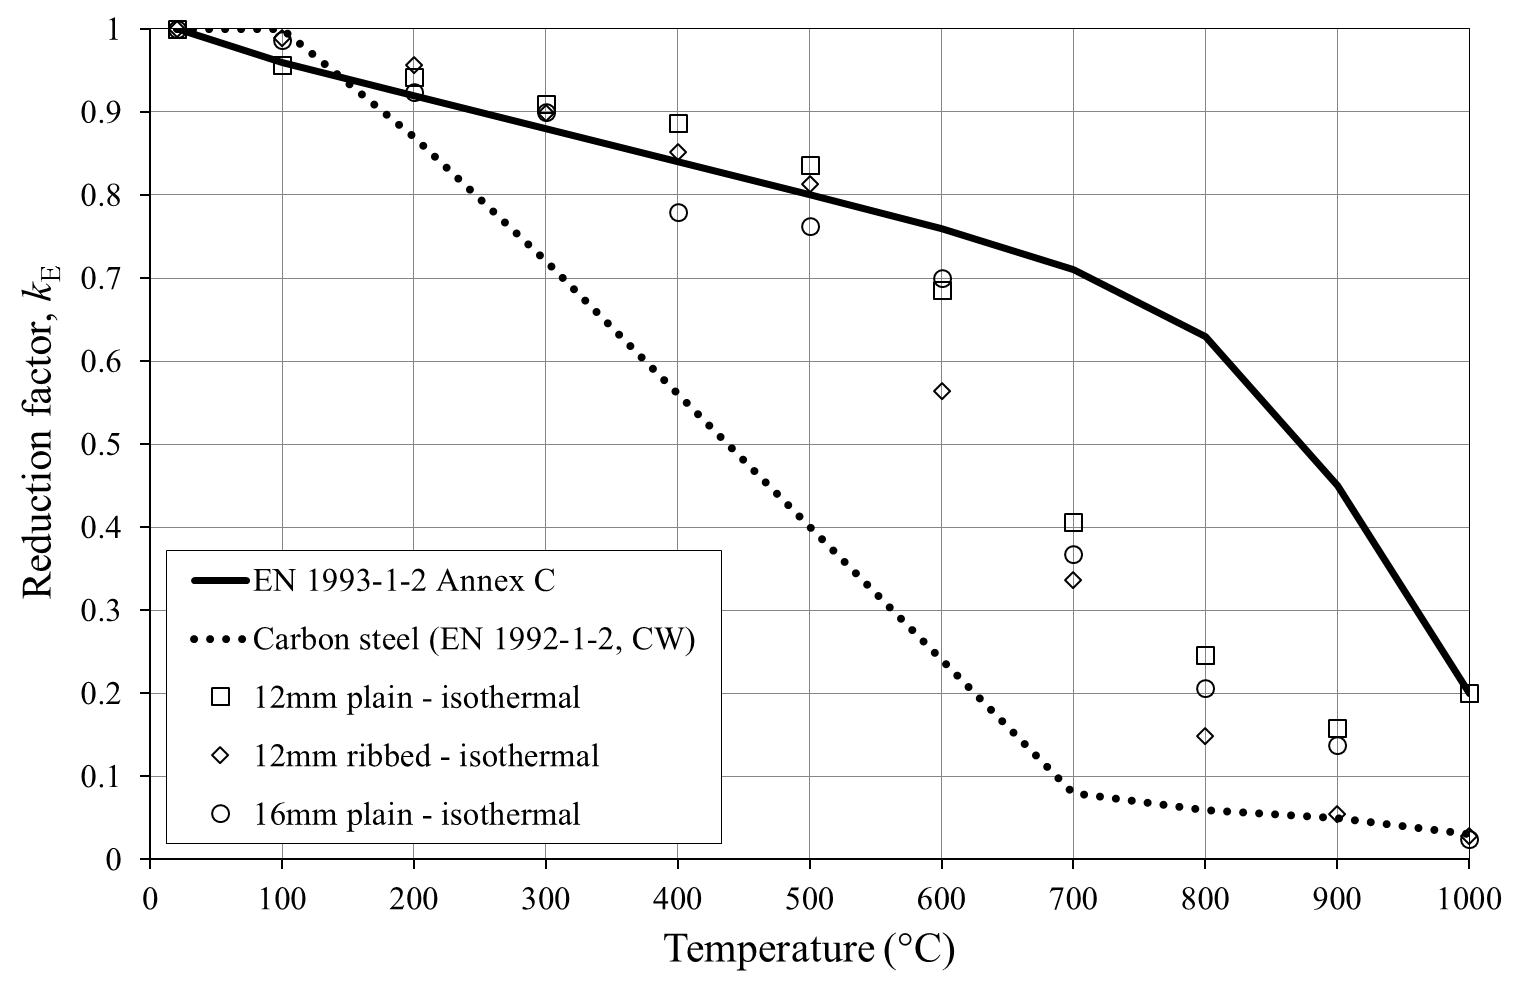 1
0.9
0.8
0.7
0.6
0.5
0.4
0.3
0.2
0.1
0
Reduction factor, kE
EN 1993-1-2 Annex C
Carbon steel (EN 1992-1-2, CW)
12mm plain - isothermal
12mm ribbed - isothermal
16mm plain - isothermal
0 100 200 300 400 500 600 700 800 900 1000
Temperature (°C)